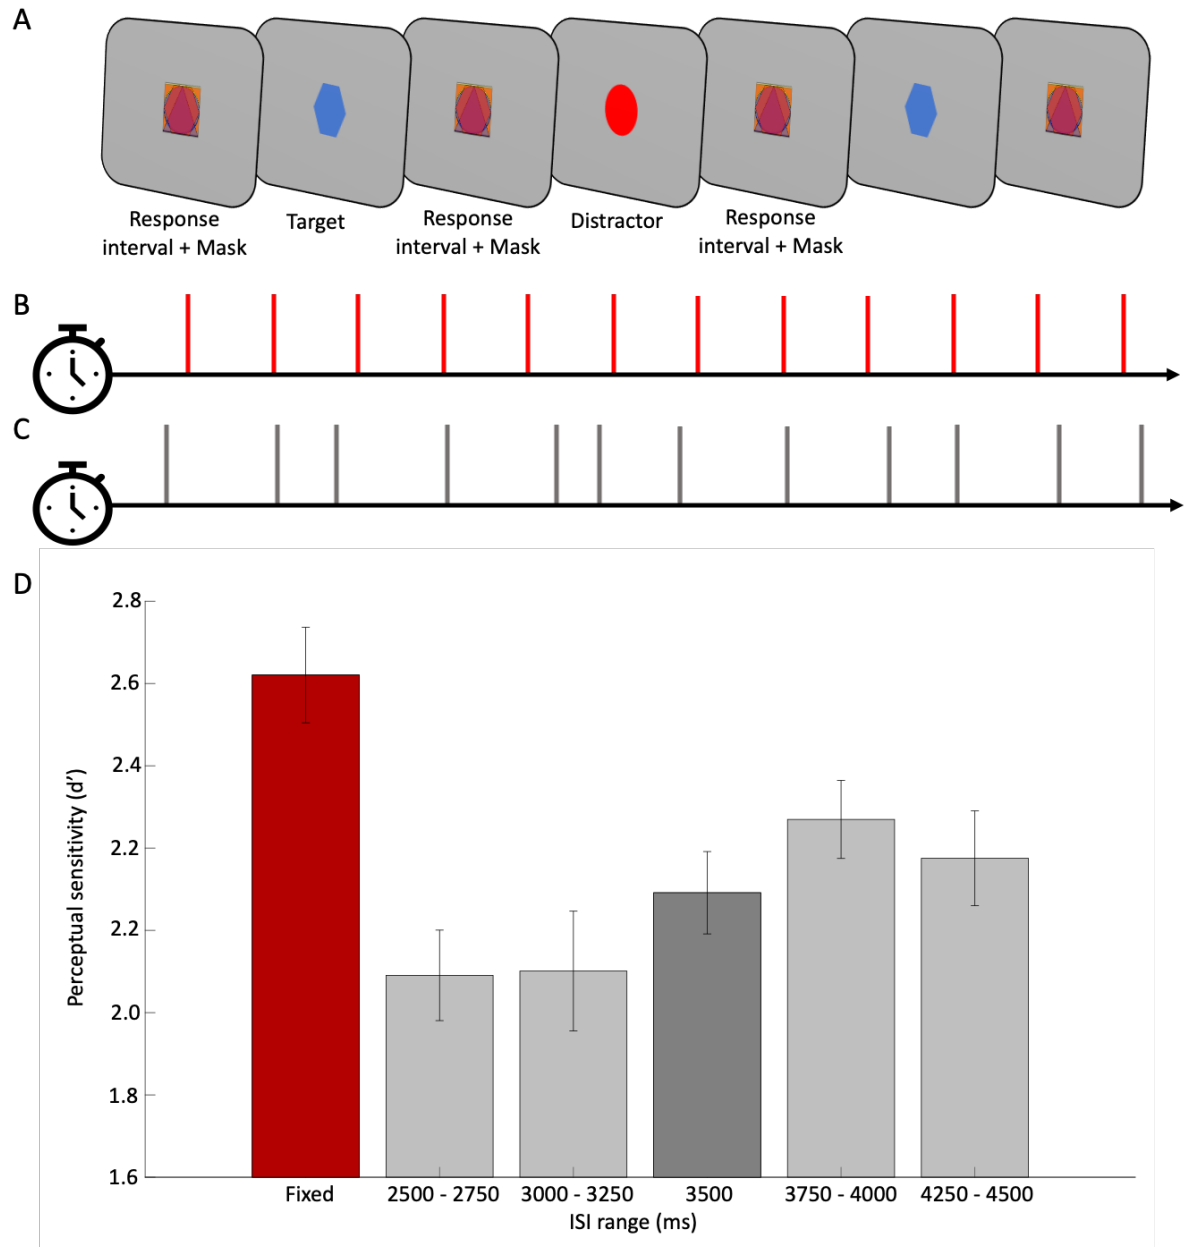 A
Response
interval + Mask
Target
Response
interval + Mask
Distractor
Response
interval + Mask
B
C
D
2.8
2.6
2.4
2.2
2.2
2.0
1.8
1.6
Perceptual sensitivity (d’)
Fixed
2500 - 2750
3000 - 3250
3500
3750 - 4000
4250 - 4500
ISI range (ms)